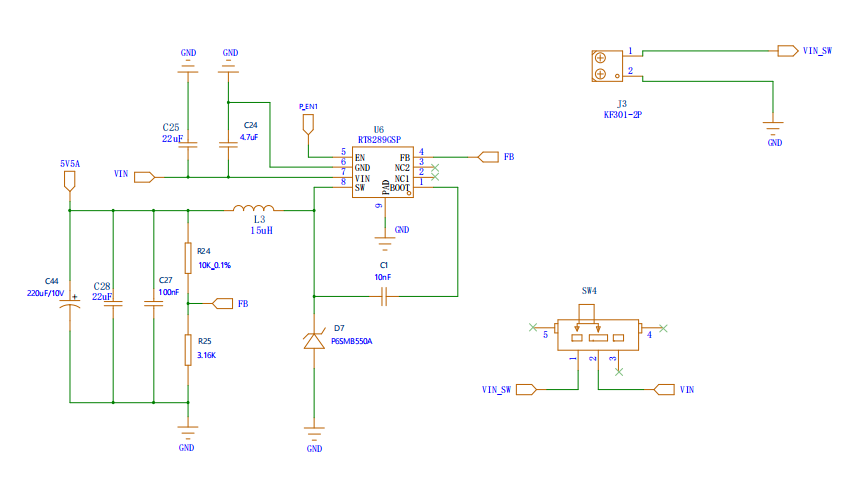 GND
GND
1
VIN_SW
2
J3
KF301-2P
GND
P_EN1
C25
22uF
C24
4.7uF
U6
RT8289GSP
5
EN
FB
4
FB
6
GND
NC2
3
7
VIN
NC1
2
8
SW
BOOT
1
PAD
9
GND
5V5A
VIN
L3
15uH
R24
10K_0.1%
C1
10nF
C44
220uF/10V
+
C28
22uF
C27
100nF
FB
SW4
5
4
1
2
3
VIN_SW
VIN
D7
P6SMB550A
R25
3.16K
GND
GND